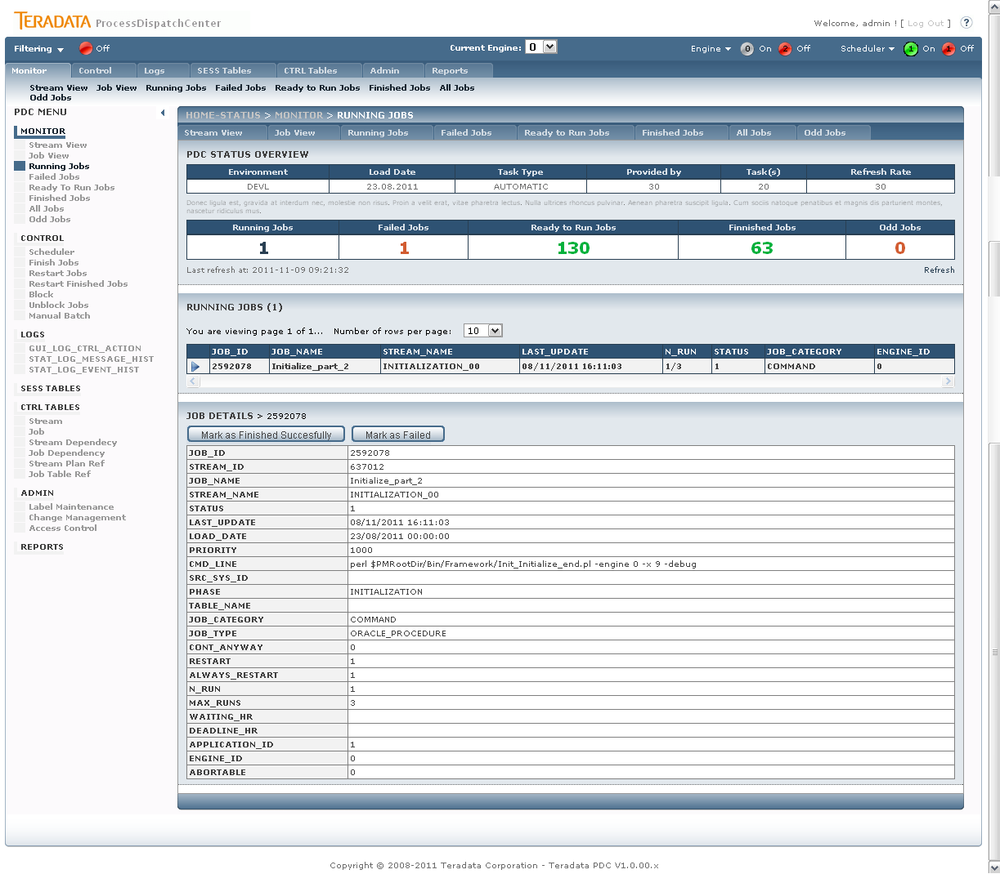 TERADATA ProcessDispatchCenter
Welcome, admin ! [ Log Out ] ?
Filtering Off Current Engine: 0 Engine 0 On 2 Off Scheduler 1 On 1 Off
Monitor Control Logs SESS Tables CTRL Tables Admin Reports
Stream View Job View Running Jobs Failed Jobs Ready to Run Jobs Finished Jobs All Jobs
Odd Jobs
PDC MENU
MONITOR
Stream View
Job View
Running Jobs
Failed Jobs
Ready To Run Jobs
Finished Jobs
All Jobs
Odd Jobs
CONTROL
Scheduler
Finish Jobs
Restart Jobs
Restart Finished Jobs
Block
Unblock Jobs
Manual Batch
LOGS
GUI_LOG_CTRL_ACTION
STAT_LOG_MESSAGE_HIST
STAT_LOG_EVENT_HIST
SESS TABLES
CTRL TABLES
Stream
Job
Stream Dependecy
Job Dependency
Stream Plan Ref
Job Table Ref
ADMIN
Label Maintenance
Change Management
Access Control
REPORTS
HOME-STATUS > MONITOR > RUNNING JOBS
Stream View Job View Running Jobs Failed Jobs Ready to Run Jobs Finished Jobs All Jobs Odd Jobs
PDC STATUS OVERVIEW
Environment Load Date Task Type Provided by Task(s) Refresh Rate
DEVL 23.08.2011 AUTOMATIC 30 20 30
Donec ligula est, gravida at interdum nec, molestie non risus. Proin a velit erat, vitae pharetra lectus. Nulla ultrices rhoncus pulvinar. Aenean pharetra suscipit ligula. Cum sociis natoque penatibus et magnis dis parturient montes,
nascetur ridiculus mus.
Running Jobs Failed Jobs Ready to Run Jobs Finnished Jobs Odd Jobs
1 1 130 63 0
Last refresh at: 2011-11-09 09:21:32 Refresh
RUNNING JOBS (1)
You are viewing page 1 of 1... Number of rows per page: 10
JOB_ID JOB_NAME STREAM_NAME LAST_UPDATE N_RUN STATUS JOB_CATEGORY ENGINE_ID
2592078 Initialize_part_2 INITIALIZATION_00 08/11/2011 16:11:03 1/3 1 COMMAND 0
JOB DETAILS > 2592078
Mark as Finished Succesfully Mark as Failed
JOB_ID 2592078
STREAM_ID 637012
JOB_NAME Initialize_part_2
STREAM_NAME INITIALIZATION_00
STATUS 1
LAST_UPDATE 08/11/2011 16:11:03
LOAD_DATE 23/08/2011 00:00:00
PRIORITY 1000
CMD_LINE perl $PMRootDir/Bin/Framework/Init_Initialize_end.pl -engine 0 -x 9 -debug
SRC_SYS_ID
PHASE INITIALIZATION
TABLE_NAME
JOB_CATEGORY COMMAND
JOB_TYPE ORACLE_PROCEDURE
CONT_ANYWAY 0
RESTART 1
ALWAYS_RESTART 1
N_RUN 1
MAX_RUNS 3
WAITING_HR
DEADLINE_HR
APPLICATION_ID 1
ENGINE_ID 0
ABORTABLE 0
Copyright © 2008-2011 Teradata Corporation - Teradata PDC V1.0.00.x